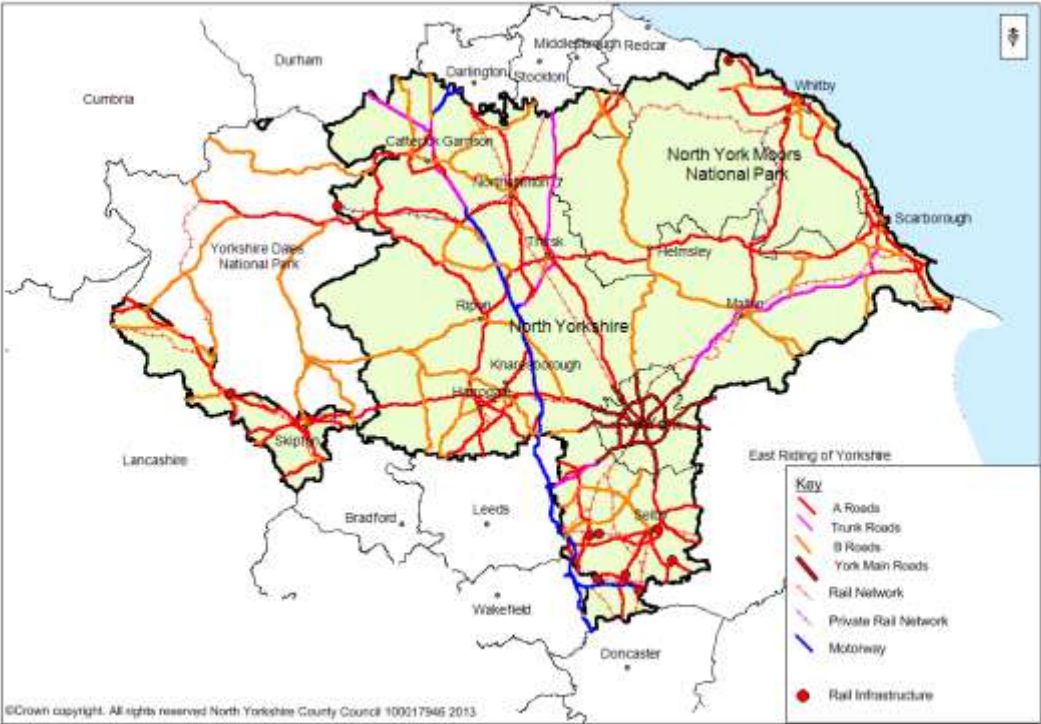 Durham
Middlesbrough
Redcar
Darlington
Stockton
Cumbria
Whitby
Catterick Garrison
North York Moors
National Park
Northallerton
Scarborough
Thirsk
Helmsley
Yorkshire Dales
National Park
Malton
Ripon
North Yorkshire
Knaresborough
Harrogate
Skipton
Lancashire
East Riding of Yorkshire
Bradford
Leeds
Selby
Wakefield
Doncaster
Key
A Roads
Trunk Roads
B Roads
York Main Roads
Rail Network
Private Rail Network
Motorway
Rail Infrastructure
©Crown copyright. All rights reserved North Yorkshire County Council 100017946 2013